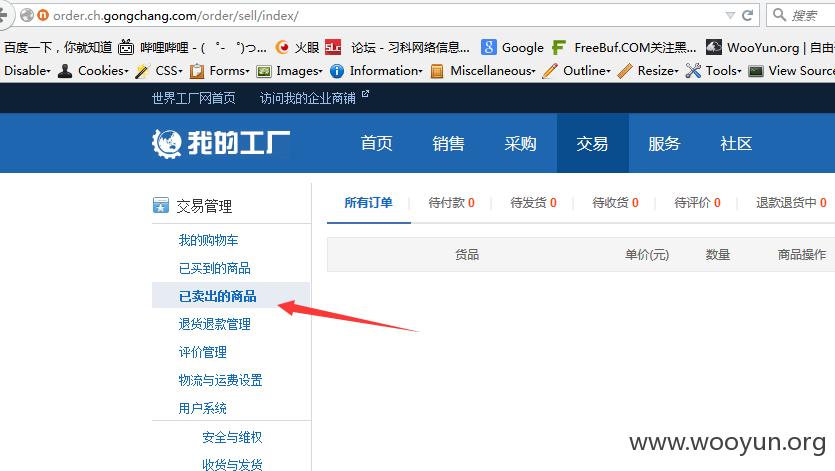 order.ch.gongchang.com/order/sell/index/ 搜索
百度一下，你就知道 哔哩哔哩 - ( ゜- ゜)つ... 火眼 SLC 论坛 - 习科网络信息... Google FreeBuf.COM关注黑... WooYun.org | 自由
Disable Cookies CSS Forms Images Information Miscellaneous Outline Resize Tools View Source
世界工厂网首页 访问我的企业商铺
我的工厂 首页 销售 采购 交易 服务 社区
交易管理 所有订单 待付款 0 待发货 0 待收货 0 待评价 0 退款退货中 0
我的购物车 货品 单价(元) 数量 商品操作
已买到的商品
已卖出的商品
退货退款管理
评价管理
物流与运费设置
用户系统
安全与维权
收货与发货
www.wooyun.org